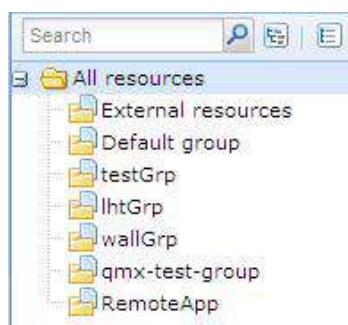 Search
All resources
External resources
Default group
testGrp
lhtGrp
wallGrp
qmx-test-group
RemoteApp